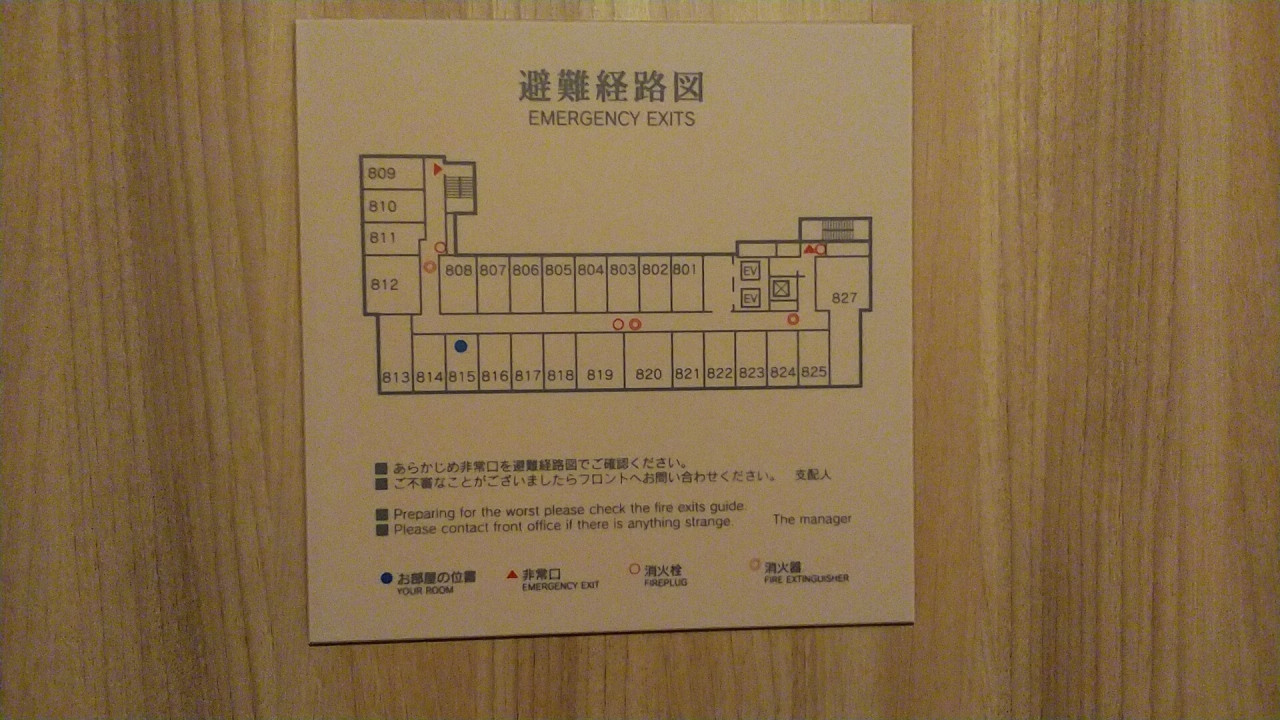 避難経路図
EMERGENCY EXITS
809
810
811
812
808 807 806 805 804 803 802 801
EV
EV
827
813 814 815 816 817 818 819 820 821 822 823 824 825
あらかじめ非常口を避難経路図でご確認ください。
ご不審なことがございましたらフロントへお問い合わせください。 支配人
Preparing for the worst please check the fire exits guide.
Please contact front office if there is anything strange The manager
お部屋の位置 非常口 消火栓 消火器
YOUR ROOM EMERGENCY EXIT FIREPLUG FIRE EXTINGUISHER